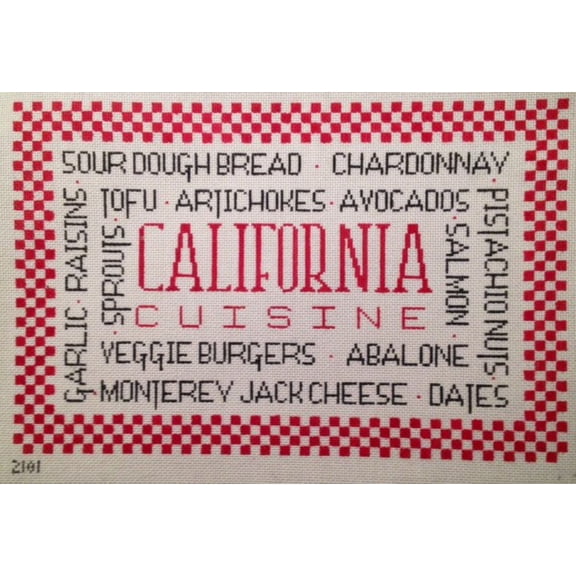 SOUR DOUGH BREAD · CHARDONNAY
PISTACHIO NUTS
DATES · MONTEREY JACK CHEESE
GARLIC · RAISINS
TOFU · ARTICHOKES · AVOCADOS
SALMON
ABALONE · VEGGIE BURGERS
SPROUTS
CALIFORNIA
CUISINE
2101